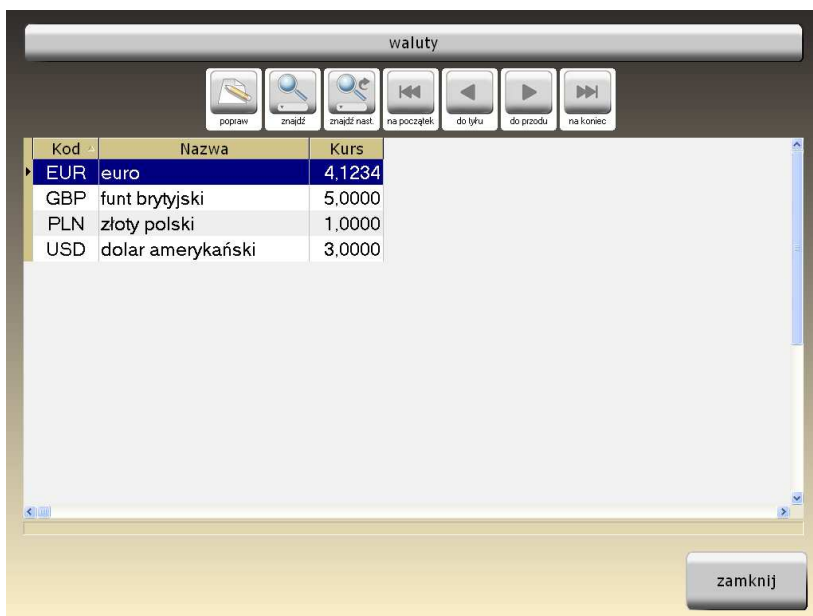 waluty
popraw znajdź znajdź nast. na początek do tyłu do przodu na koniec
Kod Nazwa Kurs
EUR euro 4,1234
GBP funt brytyjski 5,0000
PLN złoty polski 1,0000
USD dolar amerykański 3,0000
zamknij